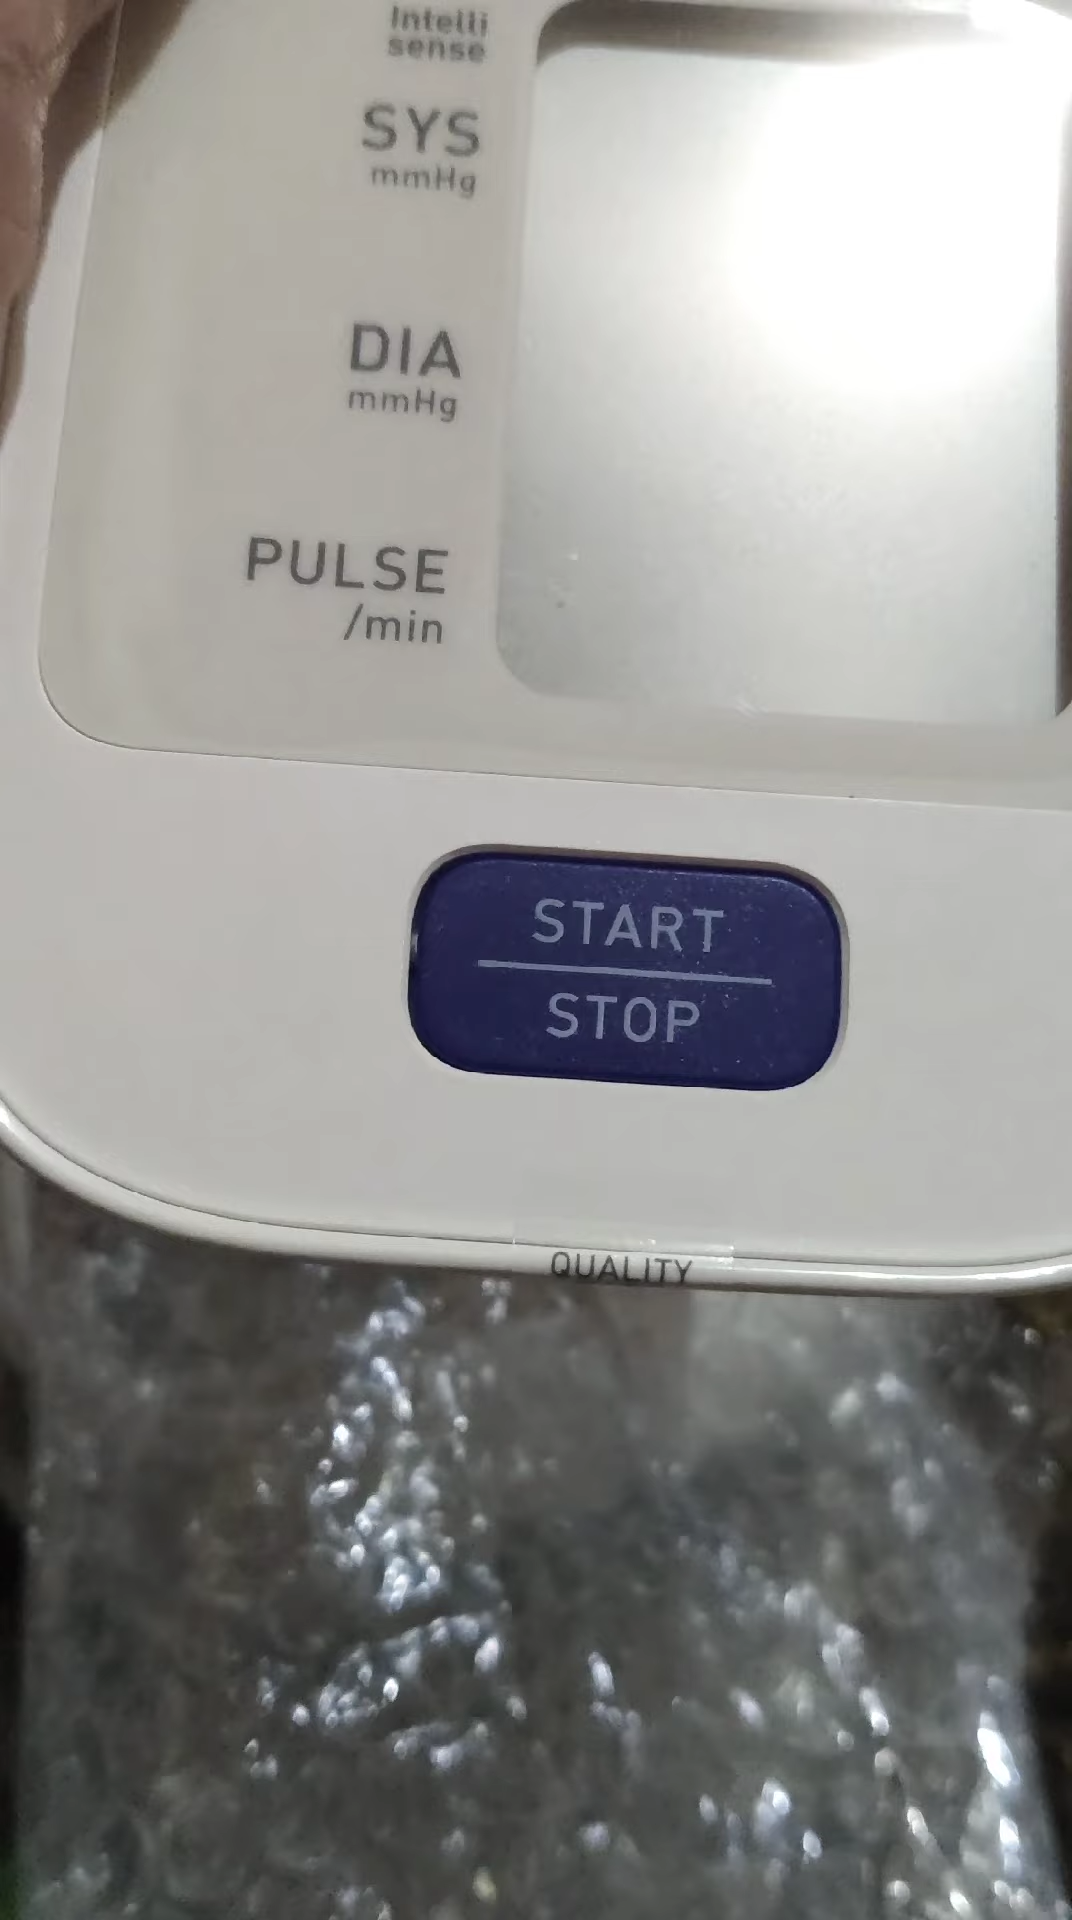 Intelli
sense
SYS
mmHg
DIA
mmHg
PULSE
/min
START
STOP
QUALITY